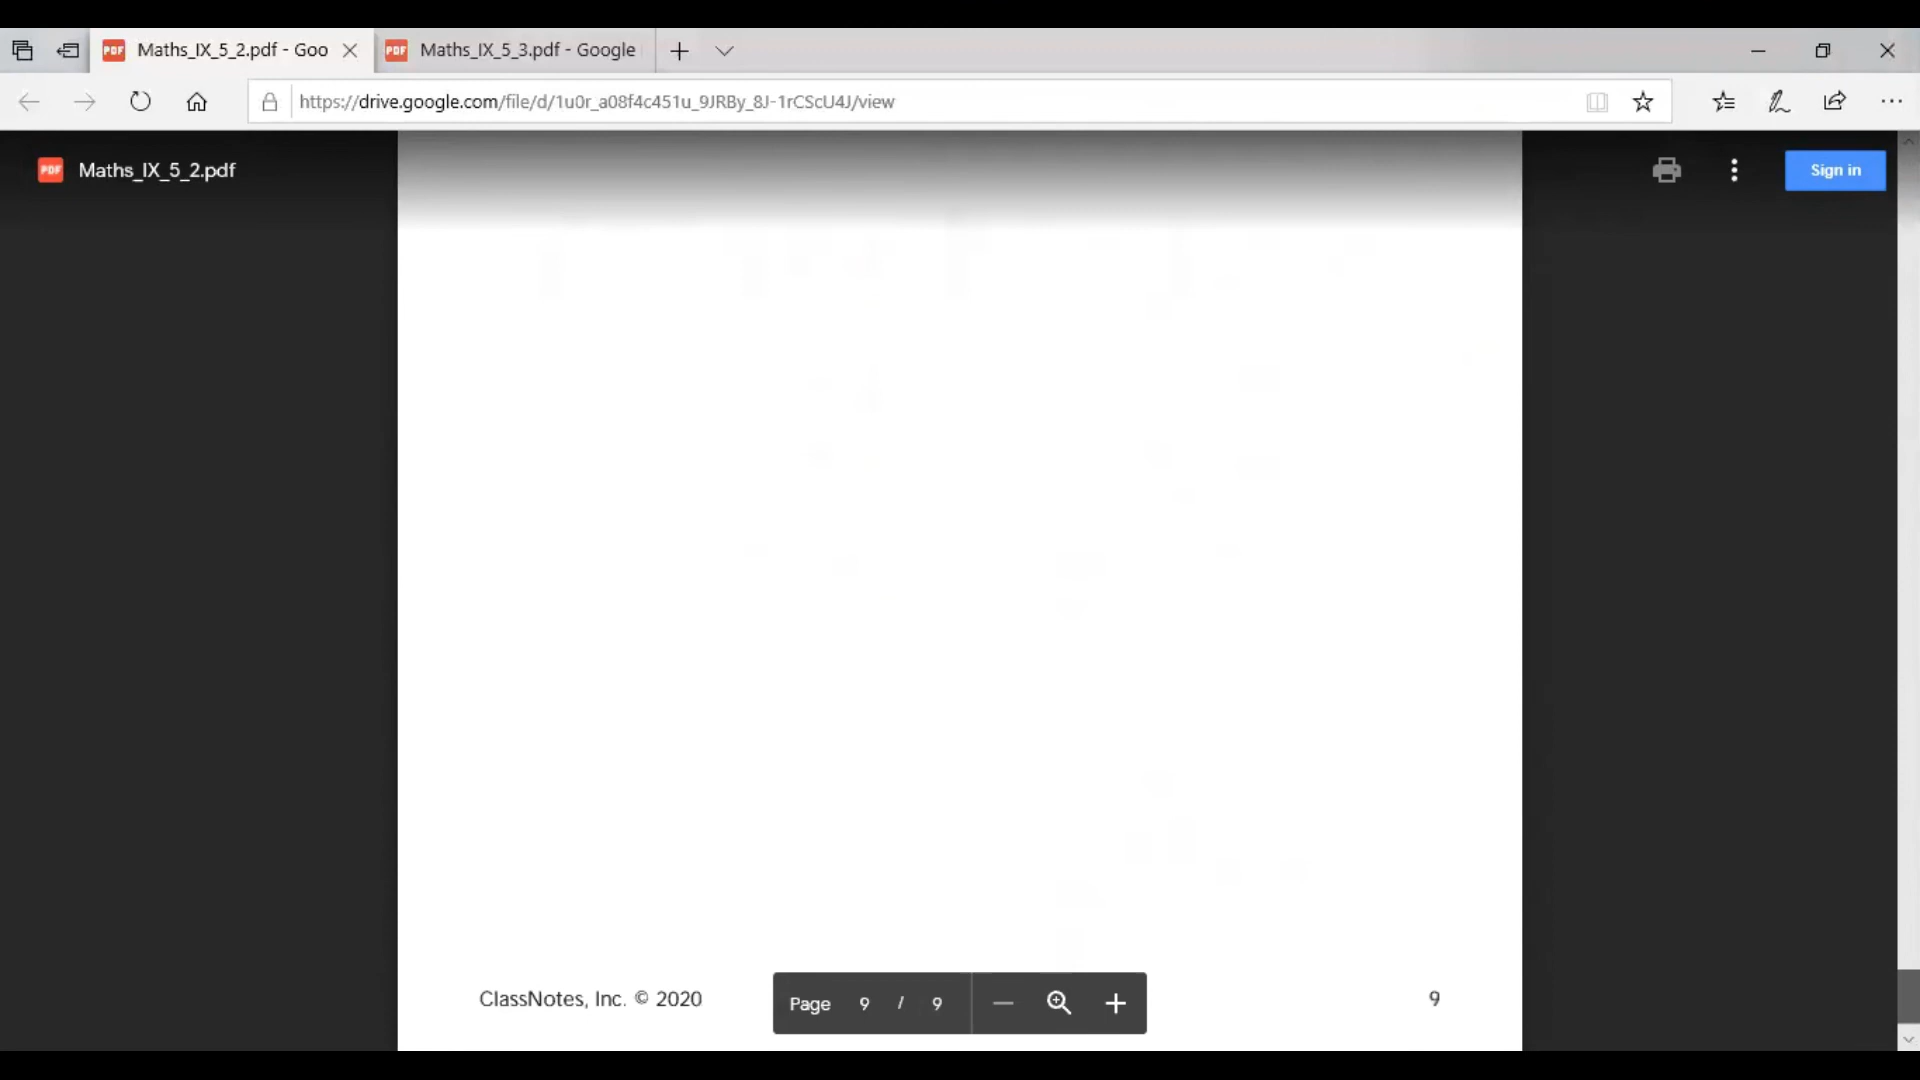 Maths_IX_5_2.pdf - Goo
Maths_IX_5_3.pdf - Google
https://drive.google.com/file/d/1u0r_a08f4c451u_9JRBy_8J-1rCScU4J/view
PDF Maths_IX_5_2.pdf
Sign in
ClassNotes, Inc. © 2020
Page 9 / 9
9